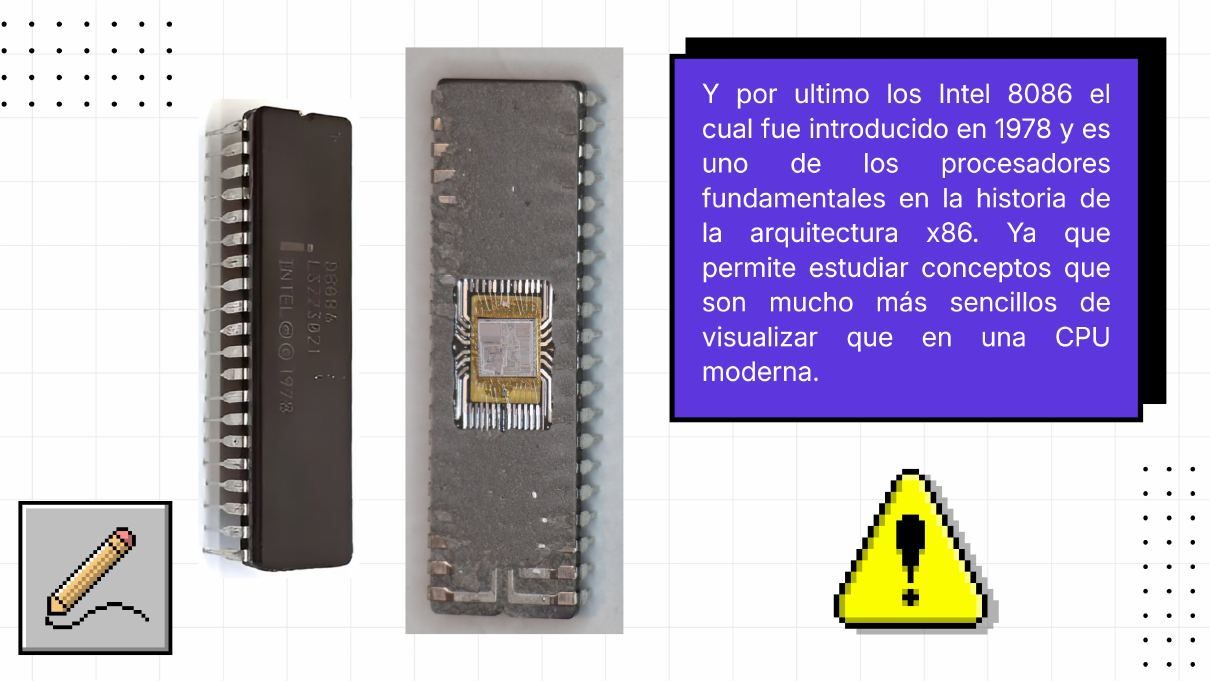 Y por ultimo los Intel 8086 el
cual fue introducido en 1978 y es
uno de los procesadores
fundamentales en la historia de
la arquitectura x86. Ya que
permite estudiar conceptos que
son mucho más sencillos de
visualizar que en una CPU
moderna.
D8086
L3223021
INTEL © © 1978